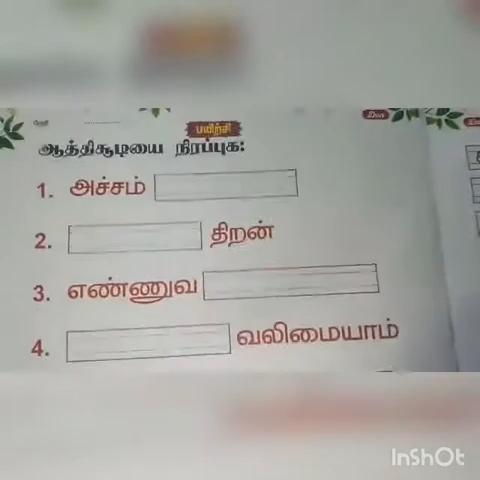 பயிற்சி
ஆத்திசூடியை நிரப்புக:
1. அச்சம்
2. திறன்
3. எண்ணுவ
4. வலிமையாம்
InShOt